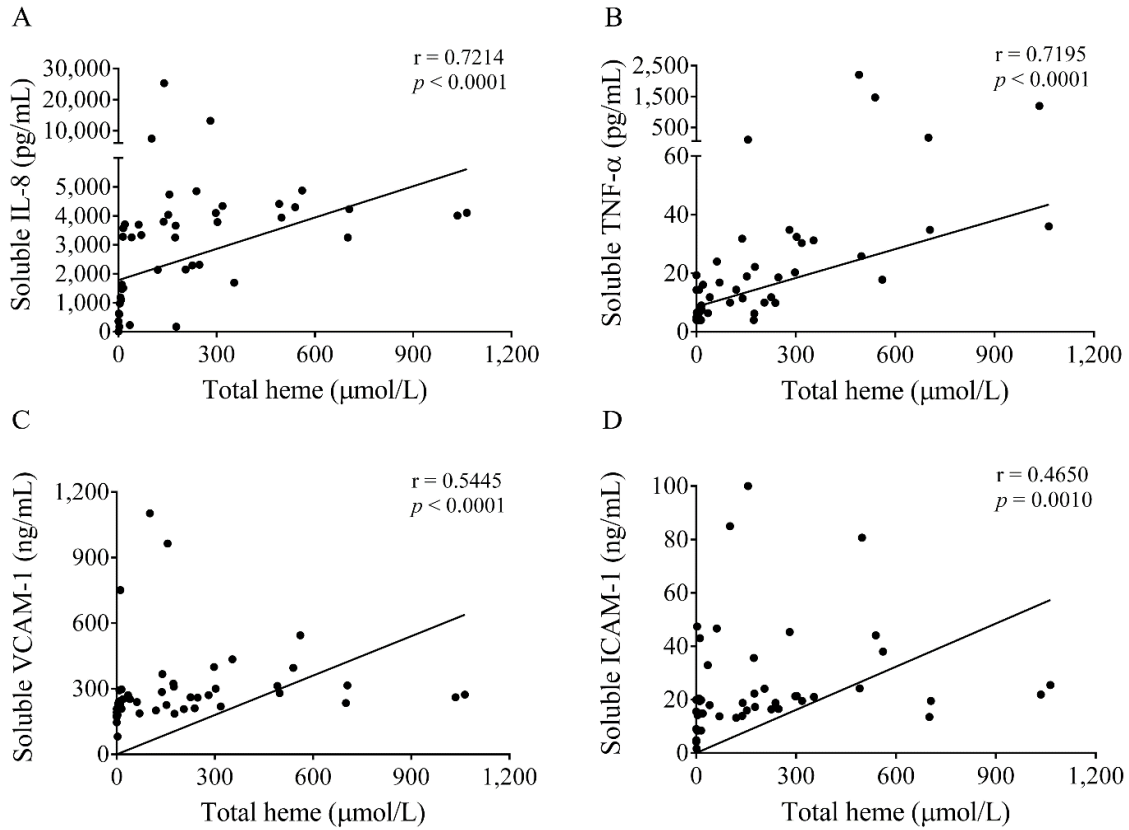 A
r = 0.7214
p < 0.0001
Soluble IL-8 (pg/mL)
30,000
20,000
10,000
5,000
4,000
3,000
2,000
1,000
0
0
300
600
900
1,200
Total heme (μmol/L)
B
r = 0.7195
p < 0.0001
Soluble TNF-α (pg/mL)
2,500
1,500
500
60
40
20
0
0
300
600
900
1,200
Total heme (μmol/L)
C
r = 0.5445
p < 0.0001
Soluble VCAM-1 (ng/mL)
1,200
900
600
300
0
0
300
600
900
1,200
Total heme (μmol/L)
D
r = 0.4650
p = 0.0010
Soluble ICAM-1 (ng/mL)
100
80
60
40
20
0
0
300
600
900
1,200
Total heme (μmol/L)